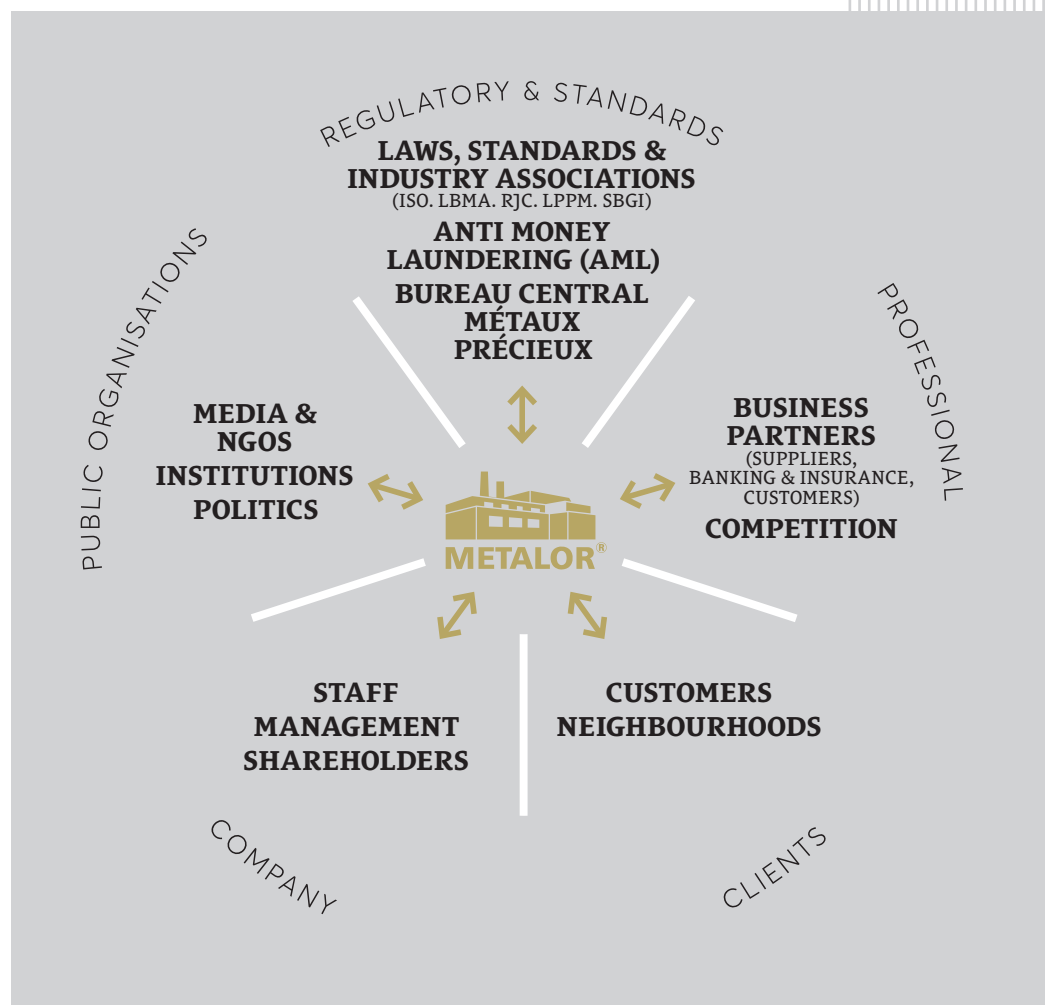 REGULATORY & STANDARDS
LAWS, STANDARDS &
INDUSTRY ASSOCIATIONS
(ISO. LBMA. RJC. LPPM. SBGI)
ANTI MONEY
LAUNDERING (AML)
BUREAU CENTRAL
MÉTAUX
PRÉCIEUX
PUBLIC ORGANISATIONS
MEDIA &
NGOS
INSTITUTIONS
POLITICS
PROFESSIONAL
BUSINESS
PARTNERS
(SUPPLIERS,
BANKING & INSURANCE,
CUSTOMERS)
COMPETITION
METALOR®
STAFF
MANAGEMENT
SHAREHOLDERS
COMPANY
CUSTOMERS
NEIGHBOURHOODS
CLIENTS